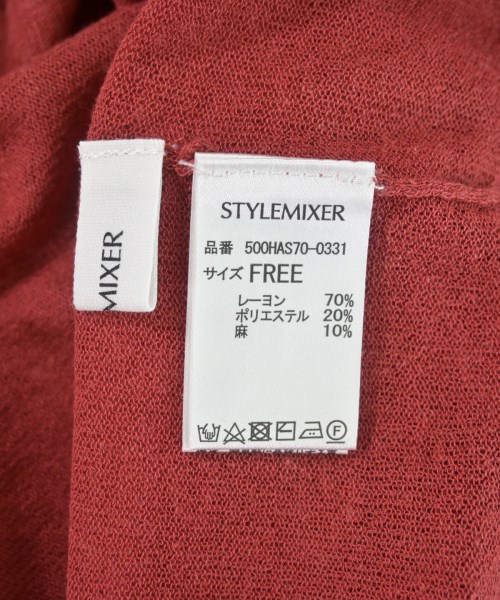 MIXER
STYLEMIXER
品番 500HAS70-0331
サイズ FREE
レーヨン 70%
ポリエステル 20%
麻 10%
F